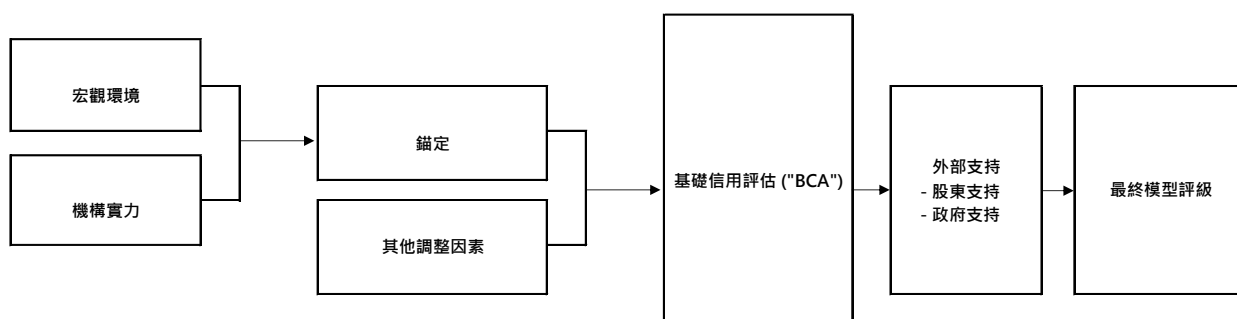 宏觀環境
機構實力
錨定
其他調整因素
基礎信用評估 ("BCA")
外部支持
- 股東支持
- 政府支持
最終模型評級